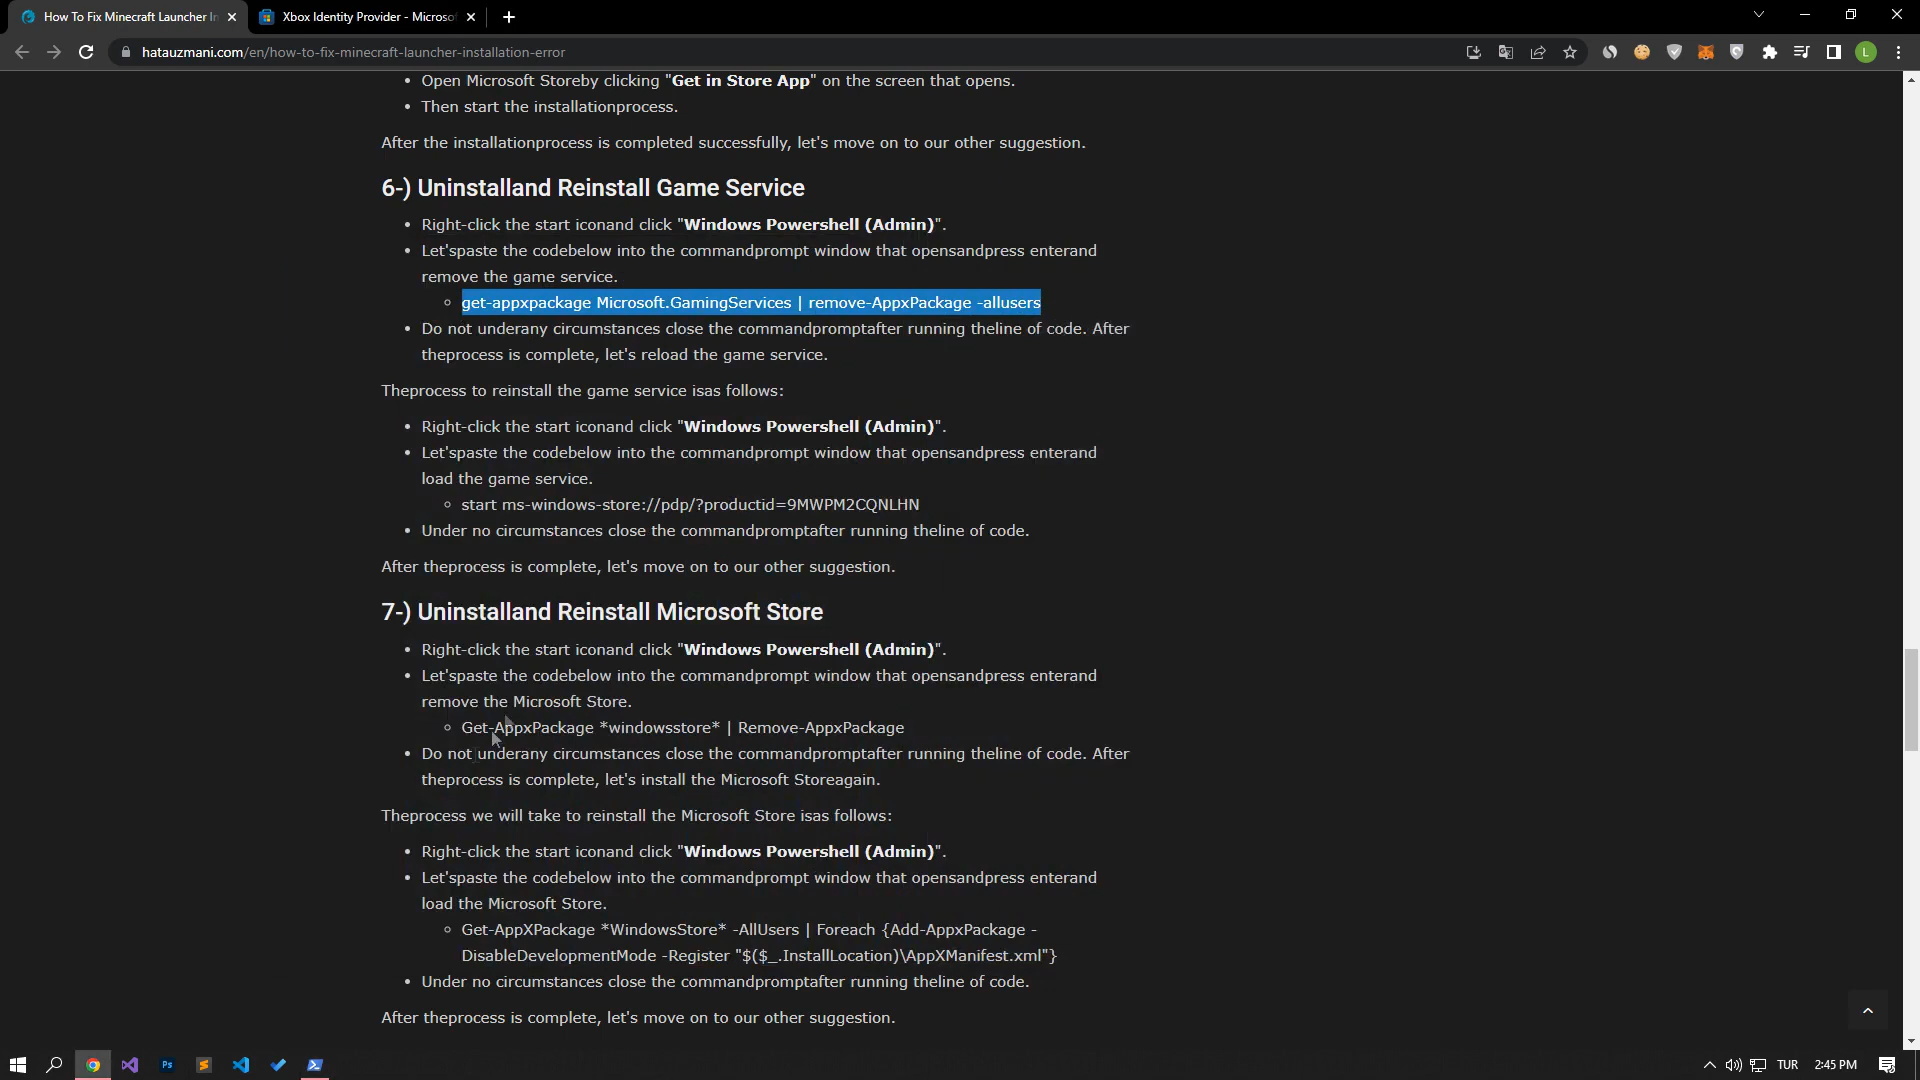 How To Fix Minecraft Launcher In
Xbox Identity Provider - Microsof
hatauzmani.com/en/how-to-fix-minecraft-launcher-installation-error
L
Open Microsoft Storeby clicking "Get in Store App" on the screen that opens.
Then start the installationprocess.
After the installationprocess is completed successfully, let's move on to our other suggestion.
6-) Uninstalland Reinstall Game Service
Right-click the start iconand click "Windows Powershell (Admin)".
Let'spaste the codebelow into the commandprompt window that opensandpress enterand
remove the game service.
get-appxpackage Microsoft.GamingServices | remove-AppxPackage -allusers
Do not underany circumstances close the commandpromptafter running theline of code. After
theprocess is complete, let's reload the game service.
Theprocess to reinstall the game service isas follows:
Right-click the start iconand click "Windows Powershell (Admin)".
Let'spaste the codebelow into the commandprompt window that opensandpress enterand
load the game service.
start ms-windows-store://pdp/?productid=9MWPM2CQNLHN
Under no circumstances close the commandpromptafter running theline of code.
After theprocess is complete, let's move on to our other suggestion.
7-) Uninstalland Reinstall Microsoft Store
Right-click the start iconand click "Windows Powershell (Admin)".
Let'spaste the codebelow into the commandprompt window that opensandpress enterand
remove the Microsoft Store.
Get-AppxPackage *windowsstore* | Remove-AppxPackage
Do not underany circumstances close the commandpromptafter running theline of code. After
theprocess is complete, let's install the Microsoft Storeagain.
Theprocess we will take to reinstall the Microsoft Store isas follows:
Right-click the start iconand click "Windows Powershell (Admin)".
Let'spaste the codebelow into the commandprompt window that opensandpress enterand
load the Microsoft Store.
Get-AppXPackage *WindowsStore* -AllUsers | Foreach {Add-AppxPackage -
DisableDevelopmentMode -Register "$($_.InstallLocation)\AppXManifest.xml"}
Under no circumstances close the commandpromptafter running theline of code.
After theprocess is complete, let's move on to our other suggestion.
Ps
TUR
2:45 PM